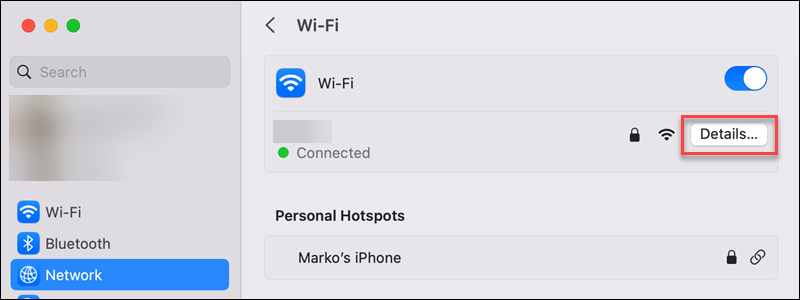 Wi-Fi
Search
Wi-Fi
Connected
Details...
Wi-Fi
Bluetooth
Network
Personal Hotspots
Marko's iPhone